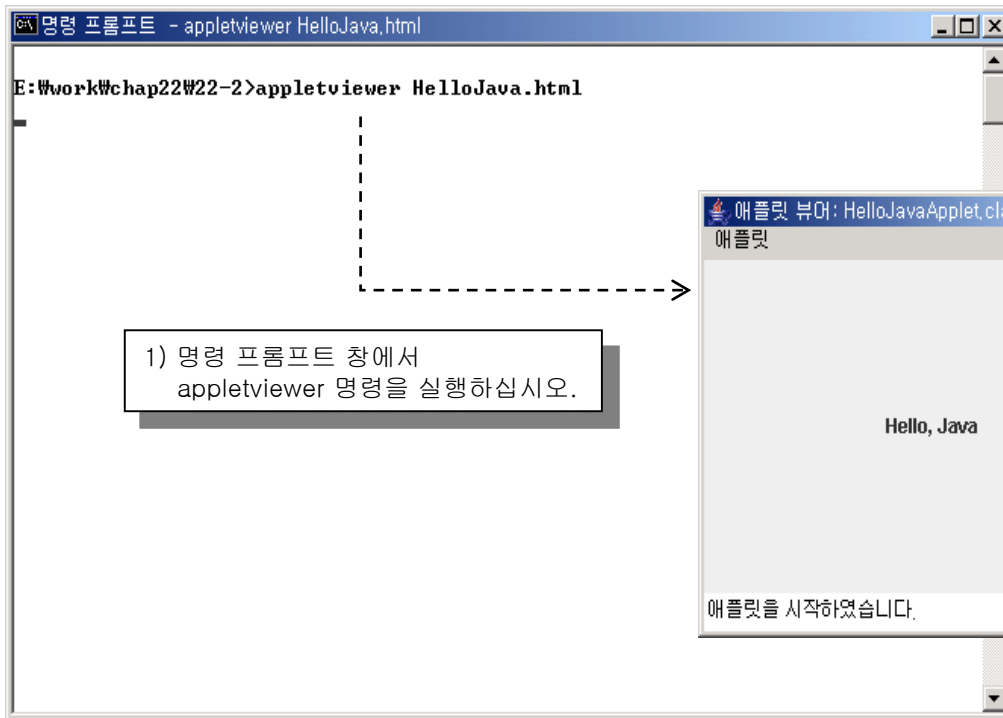 명령 프롬프트 - appletviewer HelloJava.html
E:₩work₩chap22₩22-2>appletviewer HelloJava.html
애플릿 뷰어: HelloJavaApplet.cla
애플릿
1) 명령 프롬프트 창에서
appletviewer 명령을 실행하십시오.
Hello, Java
애플릿을 시작하였습니다.